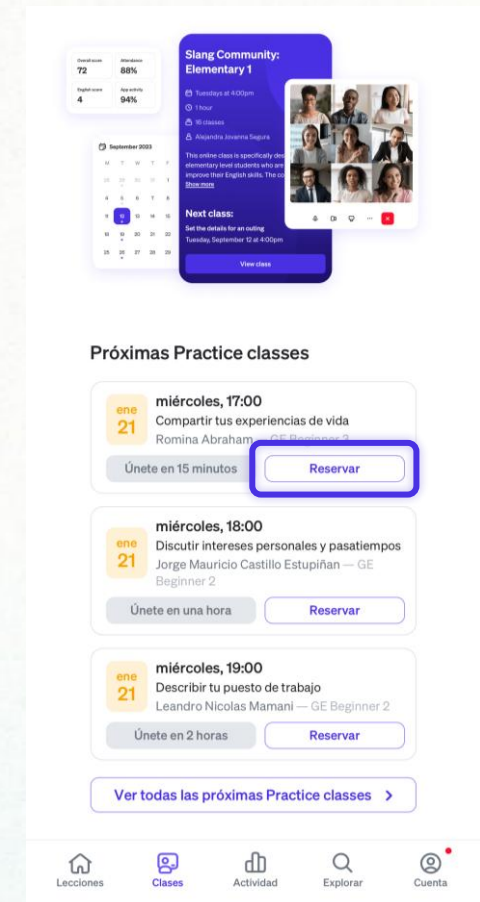 Overall score
72
Attendance
88%
English score
4
App activity
94%
Slang Community:
Elementary 1
Tuesdays at 4:00pm
1 hour
16 classes
Alejandra Jovanna Segura
This online class is specifically des
elementary level students who are
improve their English skills. The co
Show more
Next class:
Set the details for an outing
Tuesday, September 12 at 4:00pm
View class
September 2023
M T W T F
1
4 5 6 7 8
11 12 13 14 15
18 19 20 21 22
25 26 27 28 29
Próximas Practice classes
ene
21
miércoles, 17:00
Compartir tus experiencias de vida
Romina Abraham — GE Beginner 2
Únete en 15 minutos
Reservar
ene
21
miércoles, 18:00
Discutir intereses personales y pasatiempos
Jorge Mauricio Castillo Estupiñan — GE
Beginner 2
Únete en una hora
Reservar
ene
21
miércoles, 19:00
Describir tu puesto de trabajo
Leandro Nicolas Mamani — GE Beginner 2
Únete en 2 horas
Reservar
Ver todas las próximas Practice classes
Lecciones
Clases
Actividad
Explorar
Cuenta